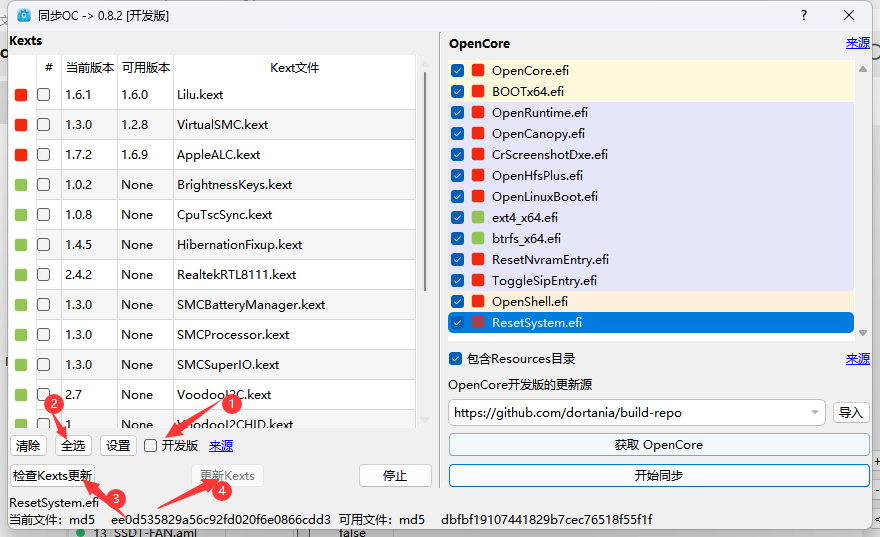 同步OC -> 0.8.2 [开发版]
?
Kexts
# 当前版本 可用版本 Kext文件
1.6.1 1.6.0 Lilu.kext
1.3.0 1.2.8 VirtualSMC.kext
1.7.2 1.6.9 AppleALC.kext
1.0.2 None BrightnessKeys.kext
1.0.8 None CpuTscSync.kext
1.4.5 None HibernationFixup.kext
2.4.2 None RealtekRTL8111.kext
1.3.0 None SMCBatteryManager.kext
1.3.0 None SMCProcessor.kext
1.3.0 None SMCSuperIO.kext
2.7 None VoodooI2C.kext
1 None VoodooI2CHID.kext
2 1
清除 全选 设置 开发版 来源
检查Kexts更新 更新Kexts 停止
3 4
OpenCore 来源
OpenCore.efi
BOOTx64.efi
OpenRuntime.efi
OpenCanopy.efi
CrScreenshotDxe.efi
OpenHfsPlus.efi
OpenLinuxBoot.efi
ext4_x64.efi
btrfs_x64.efi
ResetNvramEntry.efi
ToggleSipEntry.efi
OpenShell.efi
ResetSystem.efi
包含Resources目录 来源
OpenCore开发版的更新源
https://github.com/dortania/build-repo 导入
获取 OpenCore
开始同步
ResetSystem.efi
当前文件：md5 ee0d535829a56c92fd020f6e0866cdd3 可用文件：md5 dbfbf19107441829b7cec76518f55f1f
13 SSDT-FAN.aml false